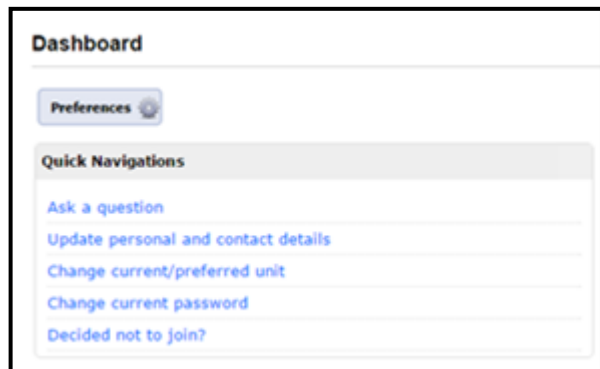 Dashboard
Preferences
Quick Navigations
Ask a question
Update personal and contact details
Change current/preferred unit
Change current password
Decided not to join?